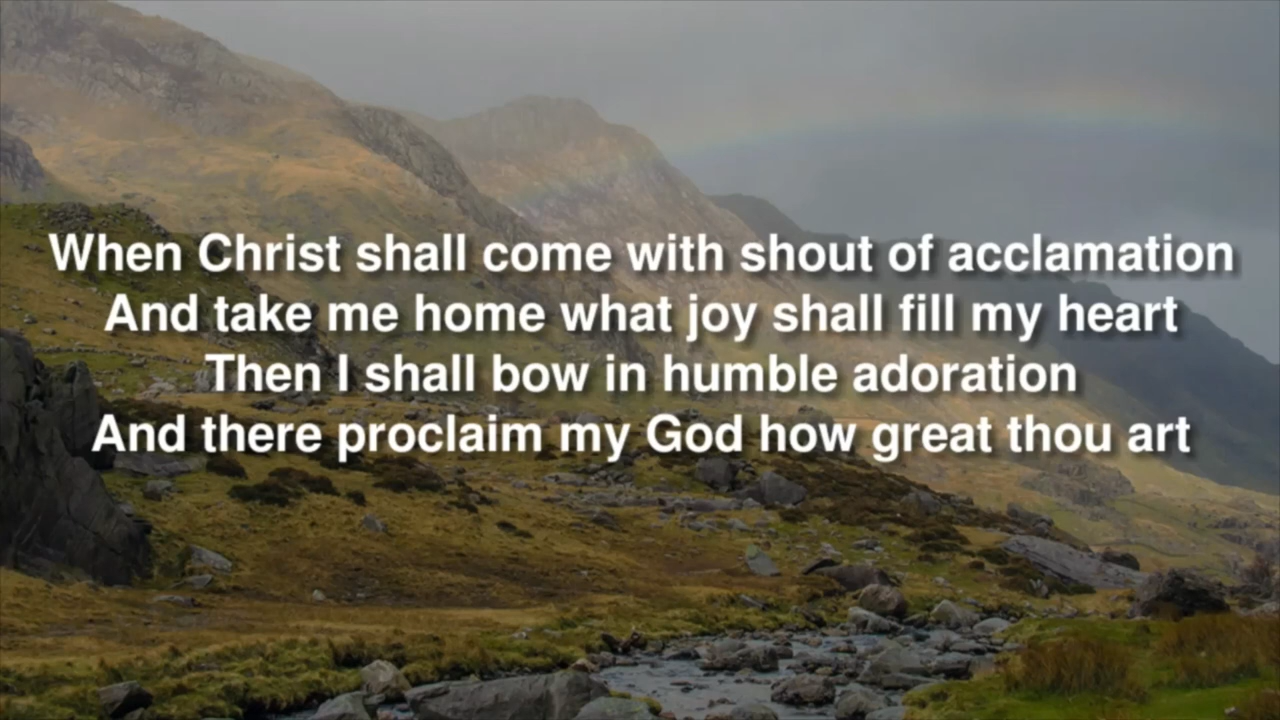 When Christ shall come with shout of acclamation
And take me home what joy shall fill my heart
Then I shall bow in humble adoration
And there proclaim my God how great thou art